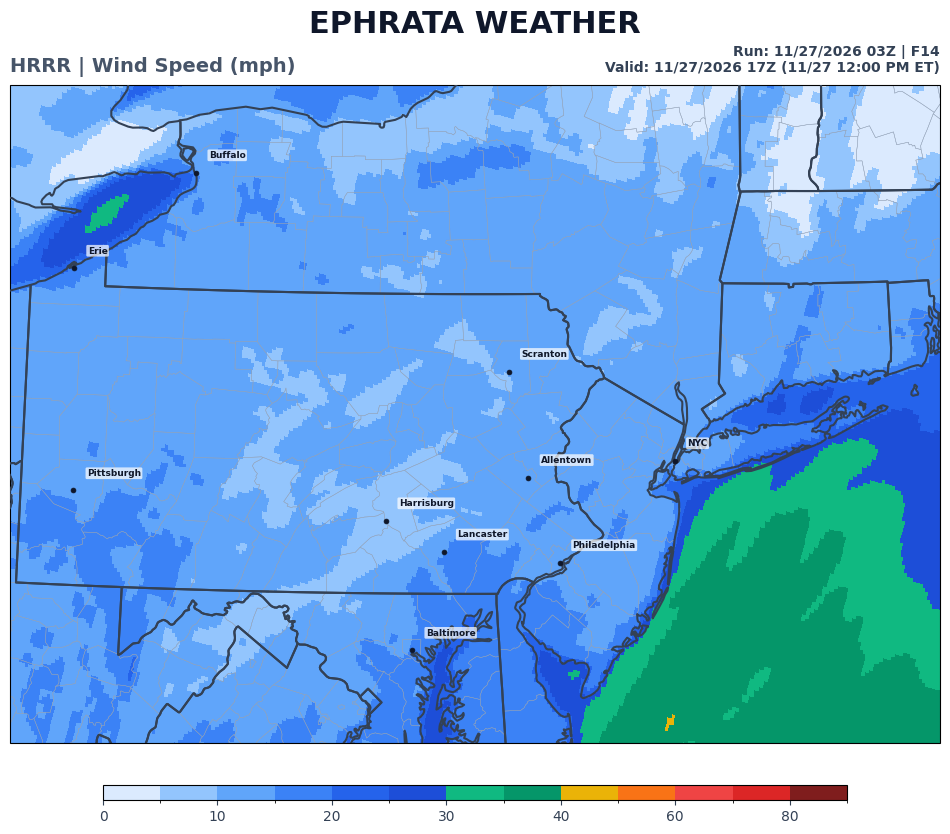 EPHRATA WEATHER
HRRR | Wind Speed (mph)
Run: 11/27/2026 03Z | F14
Valid: 11/27/2026 17Z (11/27 12:00 PM ET)
Buffalo
Erie
Scranton
NYC
Allentown
Pittsburgh
Harrisburg
Lancaster
Philadelphia
Baltimore
0 10 20 30 40 50 60 70 80